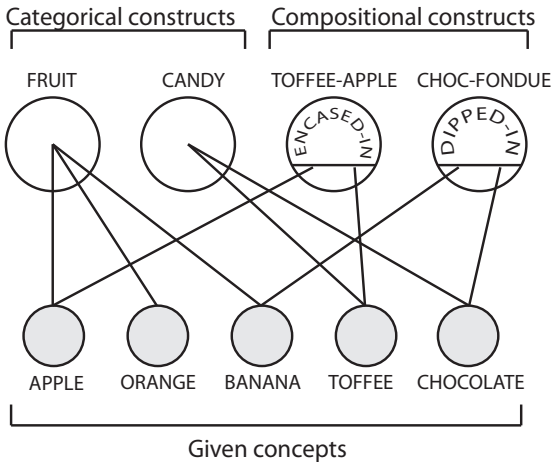 Categorical constructs Compositional constructs
FRUIT CANDY TOFFEE-APPLE CHOC-FONDUE
ENCASED-IN DIPPED-IN
APPLE ORANGE BANANA TOFFEE CHOCOLATE
Given concepts